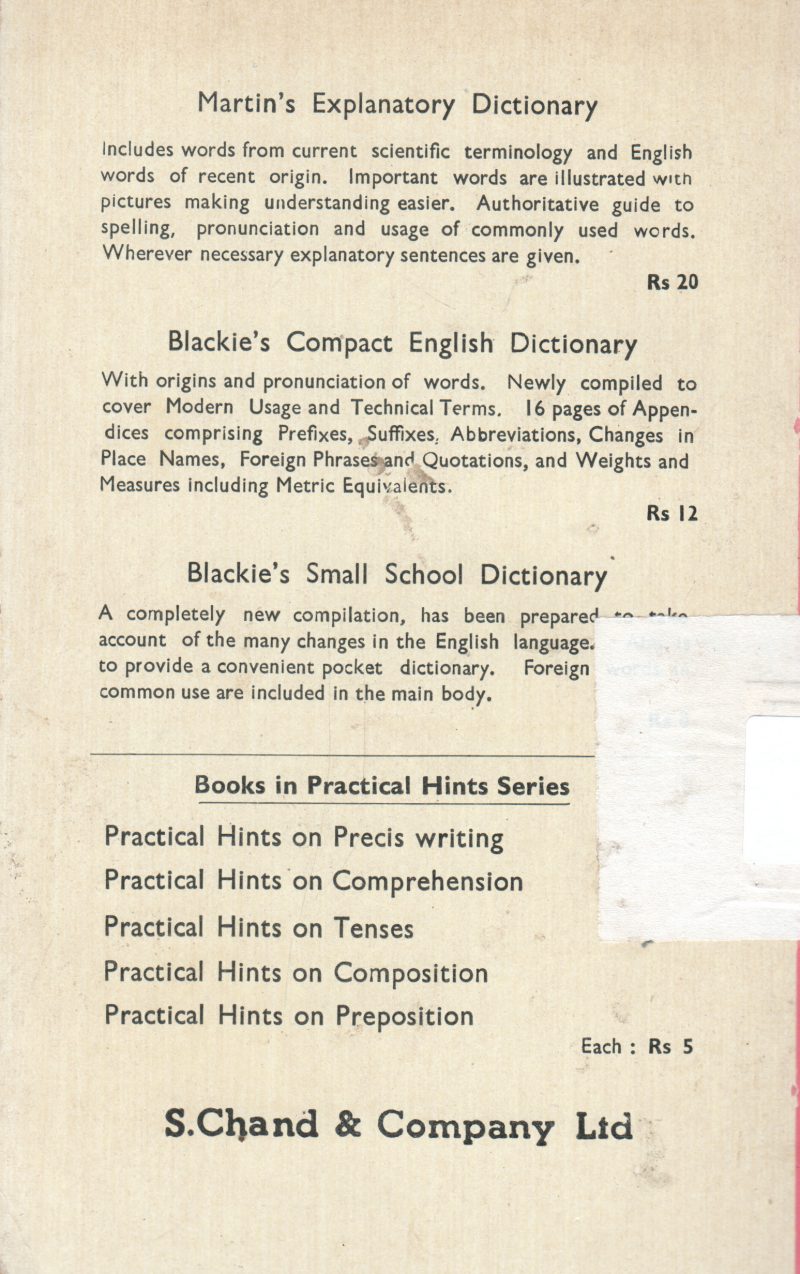 Martin's Explanatory Dictionary
Includes words from current scientific terminology and English
words of recent origin. Important words are illustrated with
pictures making understanding easier. Authoritative guide to
spelling, pronunciation and usage of commonly used words.
Wherever necessary explanatory sentences are given.
Rs 20
Blackie's Compact English Dictionary
With origins and pronunciation of words. Newly compiled to
cover Modern Usage and Technical Terms. 16 pages of Appen-
dices comprising Prefixes, Suffixes, Abbreviations, Changes in
Place Names, Foreign Phrases and Quotations, and Weights and
Measures including Metric Equivalents.
Rs 12
Blackie's Small School Dictionary
A completely new compilation, has been prepared to take
account of the many changes in the English language.
to provide a convenient pocket dictionary. Foreign
common use are included in the main body.
Books in Practical Hints Series
Practical Hints on Precis writing
Practical Hints on Comprehension
Practical Hints on Tenses
Practical Hints on Composition
Practical Hints on Preposition
Each : Rs 5
S.Chand & Company Ltd